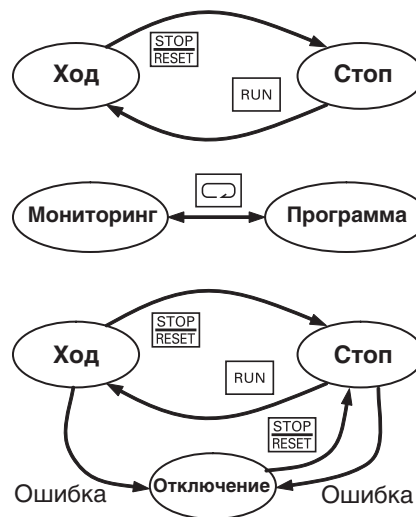 Ход
STOP
RESET
Стоп
RUN
Мониторинг
Программа
Ход
STOP
RESET
Стоп
RUN
STOP
RESET
Отключение
Ошибка
Ошибка